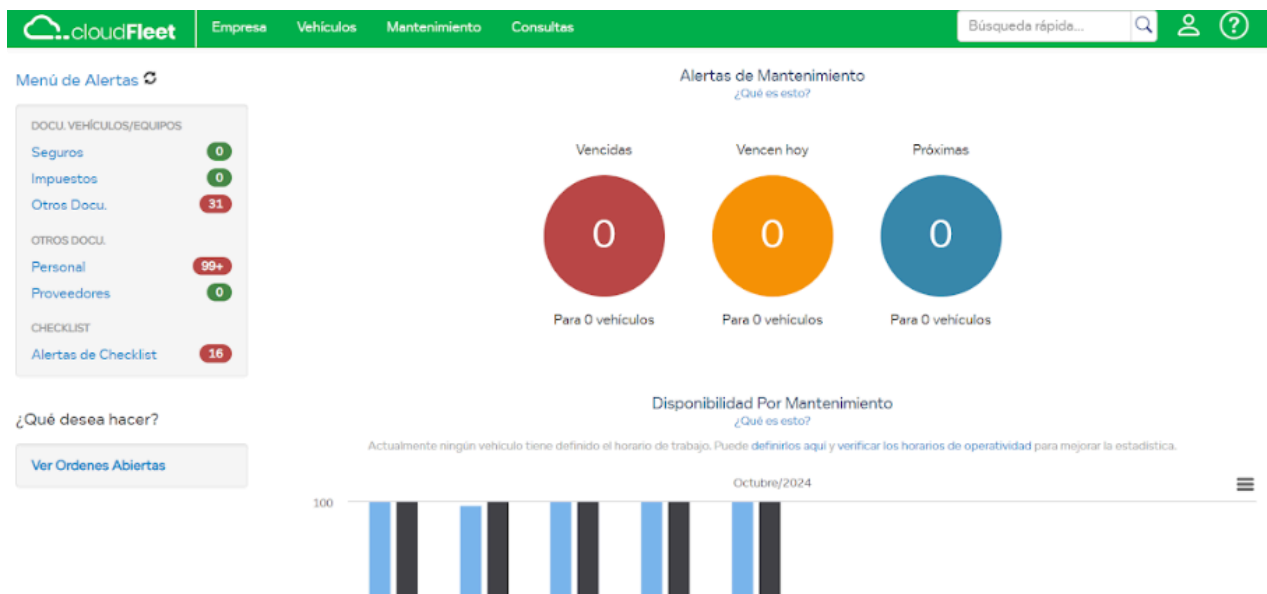 cloudFleet Empresa Vehículos Mantenimiento Consultas Búsqueda rápida... ?
Menú de Alertas
DOCU. VEHÍCULOS/EQUIPOS
Seguros 0
Impuestos 0
Otros Docu. 31
OTROS DOCU.
Personal 99+
Proveedores 0
CHECKLIST
Alertas de Checklist 16
¿Qué desea hacer?
Ver Ordenes Abiertas
Alertas de Mantenimiento
¿Qué es esto?
Vencidas Vencen hoy Próximas
0 0 0
Para 0 vehículos Para 0 vehículos Para 0 vehículos
Disponibilidad Por Mantenimiento
¿Qué es esto?
Actualmente ningún vehículo tiene definido el horario de trabajo. Puede definirlos aquí y verificar los horarios de operatividad para mejorar la estadística.
Octubre/2024
100